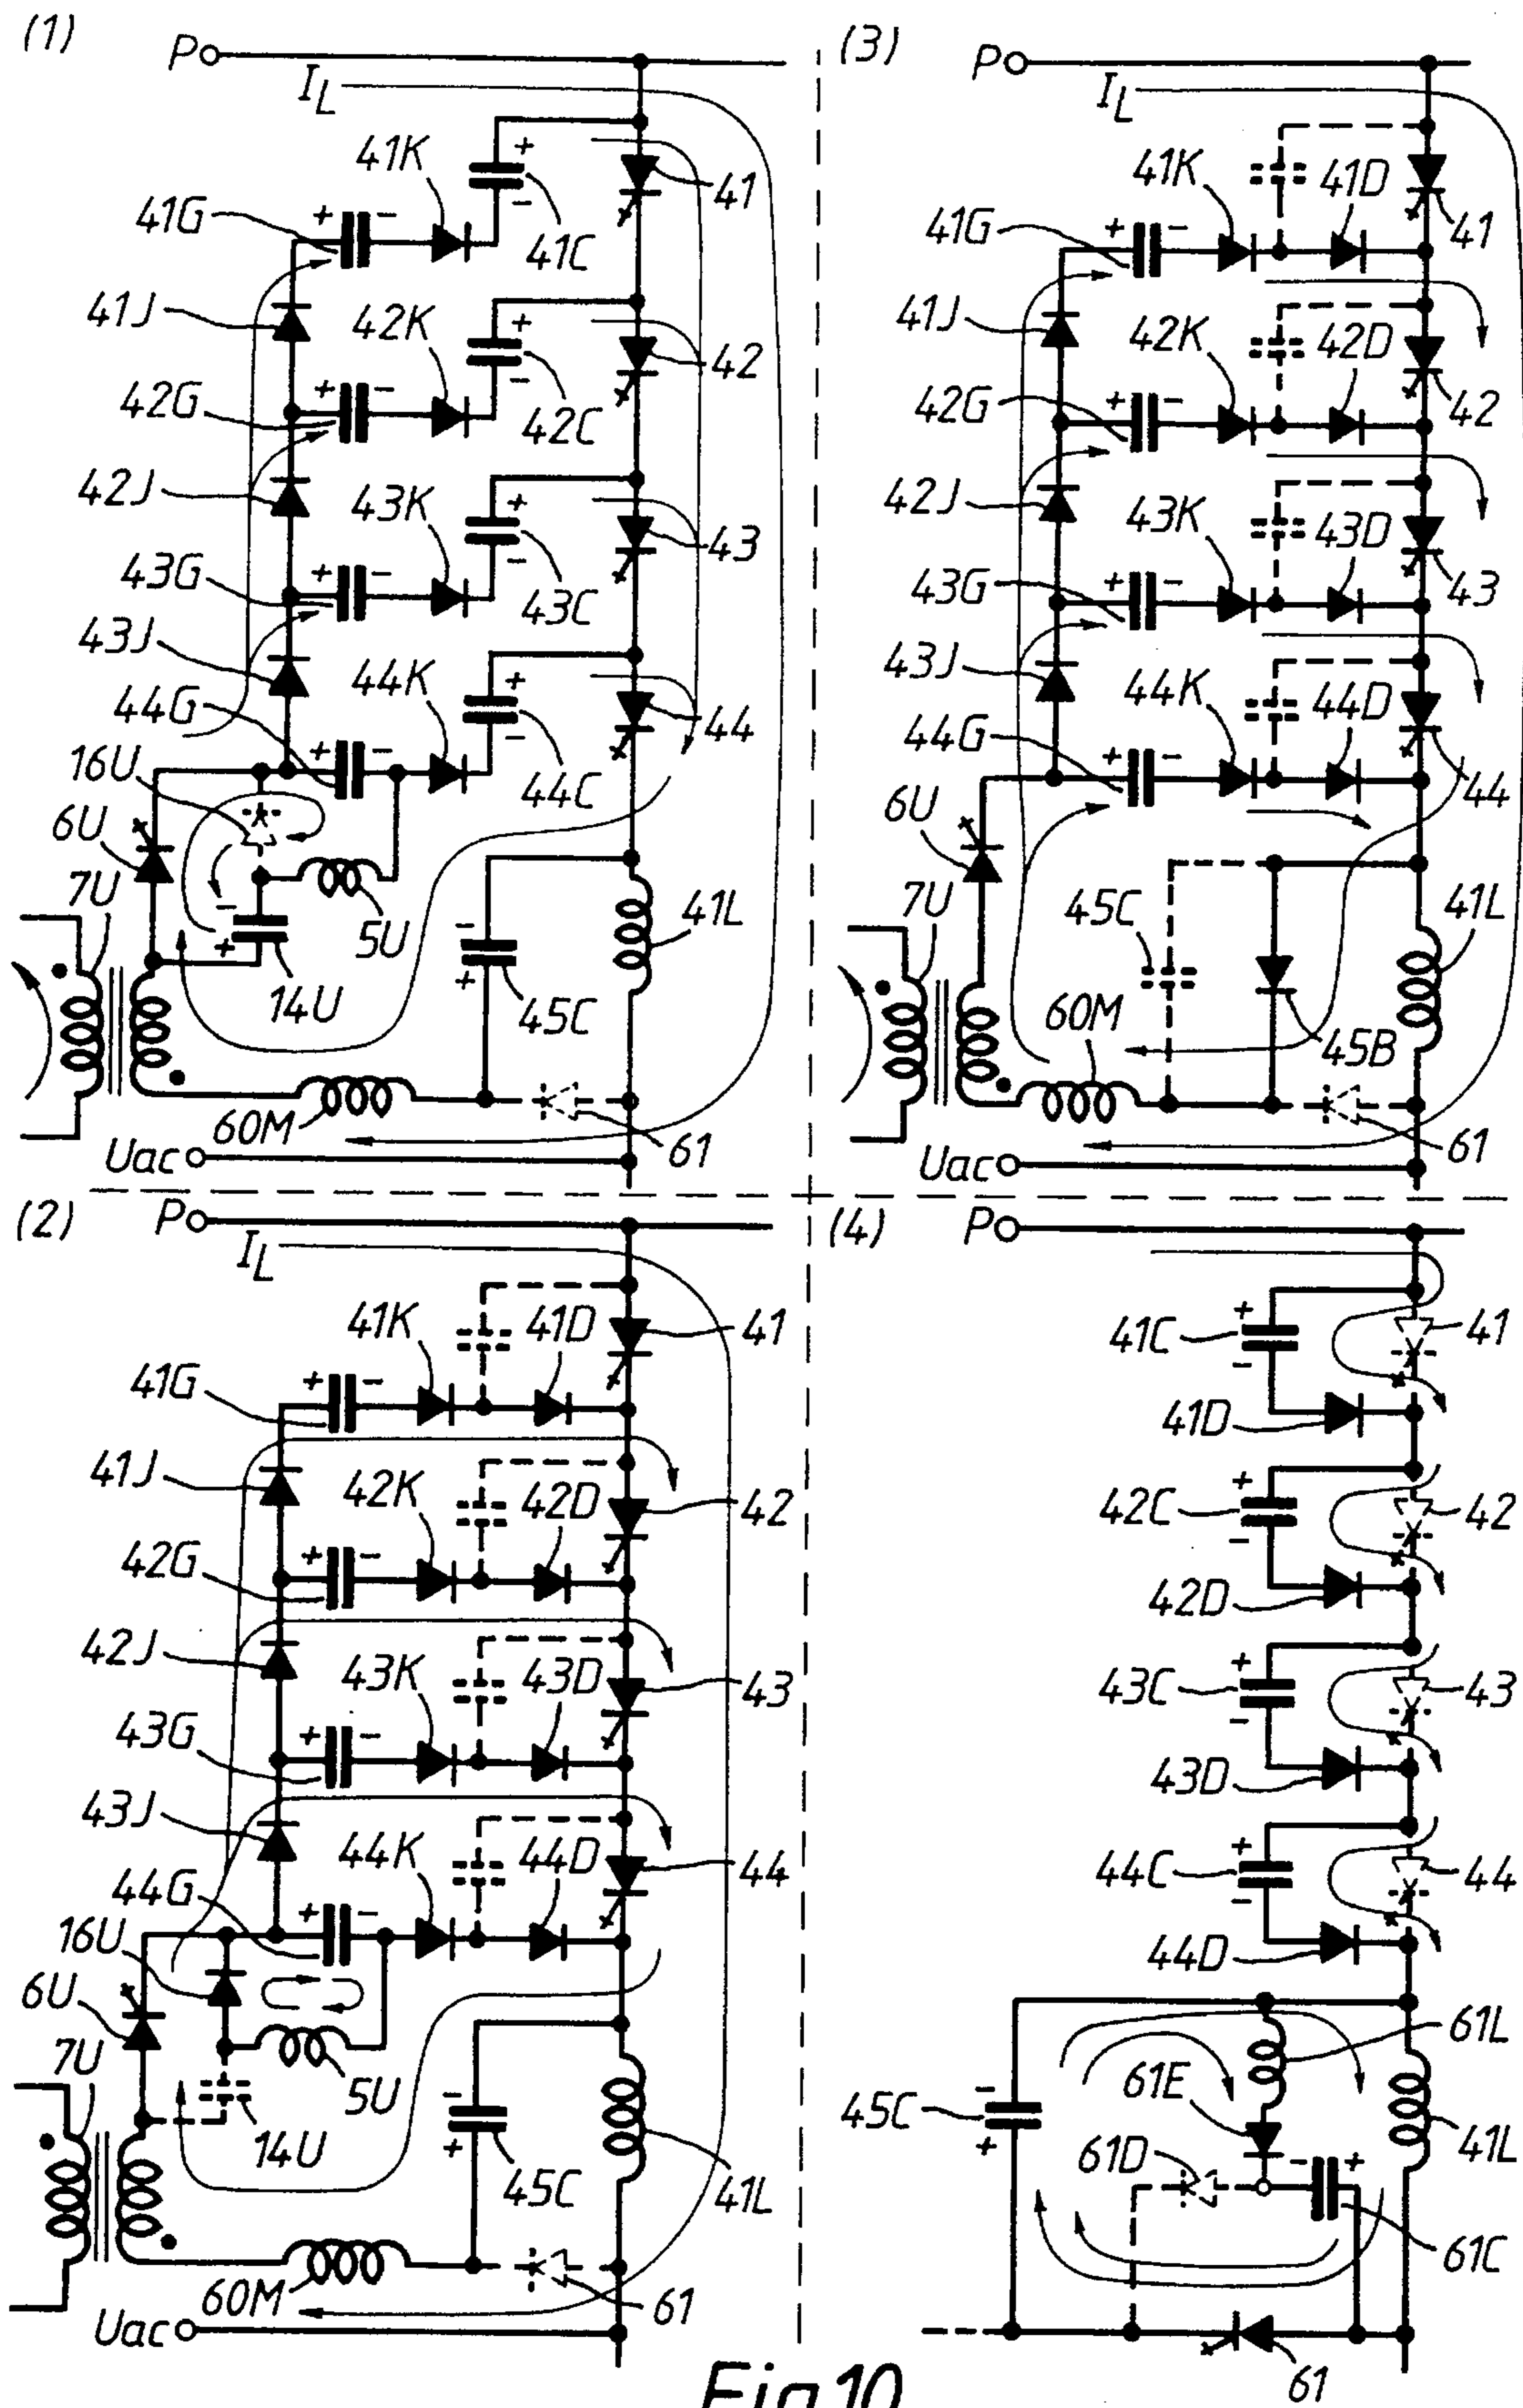 (1)
P
I_L
41K
41
41G
41C
41J
42K
42
42G
42C
42J
43K
43
43G
43C
43J
44K
44
44G
44C
16U
6U
7U
5U
41L
14U
45C
60M
61
Uac
(3)
P
I_L
41K
41D
41
41G
41J
42K
42D
42
42G
42J
43K
43D
43
43G
43J
44K
44D
44
44G
6U
7U
45C
41L
60M
45B
61
Uac
(2)
P
I_L
41K
41D
41
41G
41J
42K
42D
42
42G
42J
43K
43D
43
43G
43J
44K
44D
44
44G
16U
6U
7U
5U
14U
45C
41L
60M
61
Uac
(4)
P
41C
41
41D
42C
42
42D
43C
43
43D
44C
44
44D
61L
61E
45C
61D
41L
61C
61
Fig.10